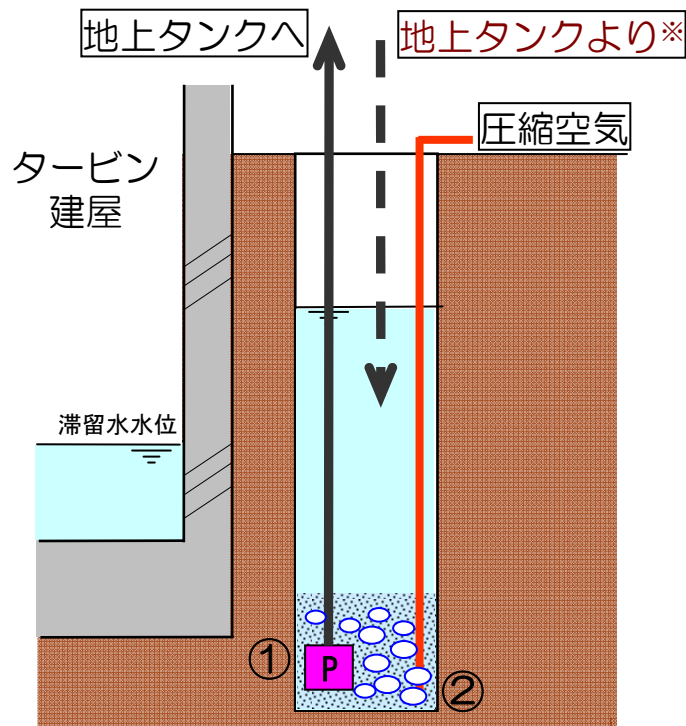 地上タンクへ
地上タンクより※
圧縮空気
タービン
建屋
滞留水水位
①
P
②